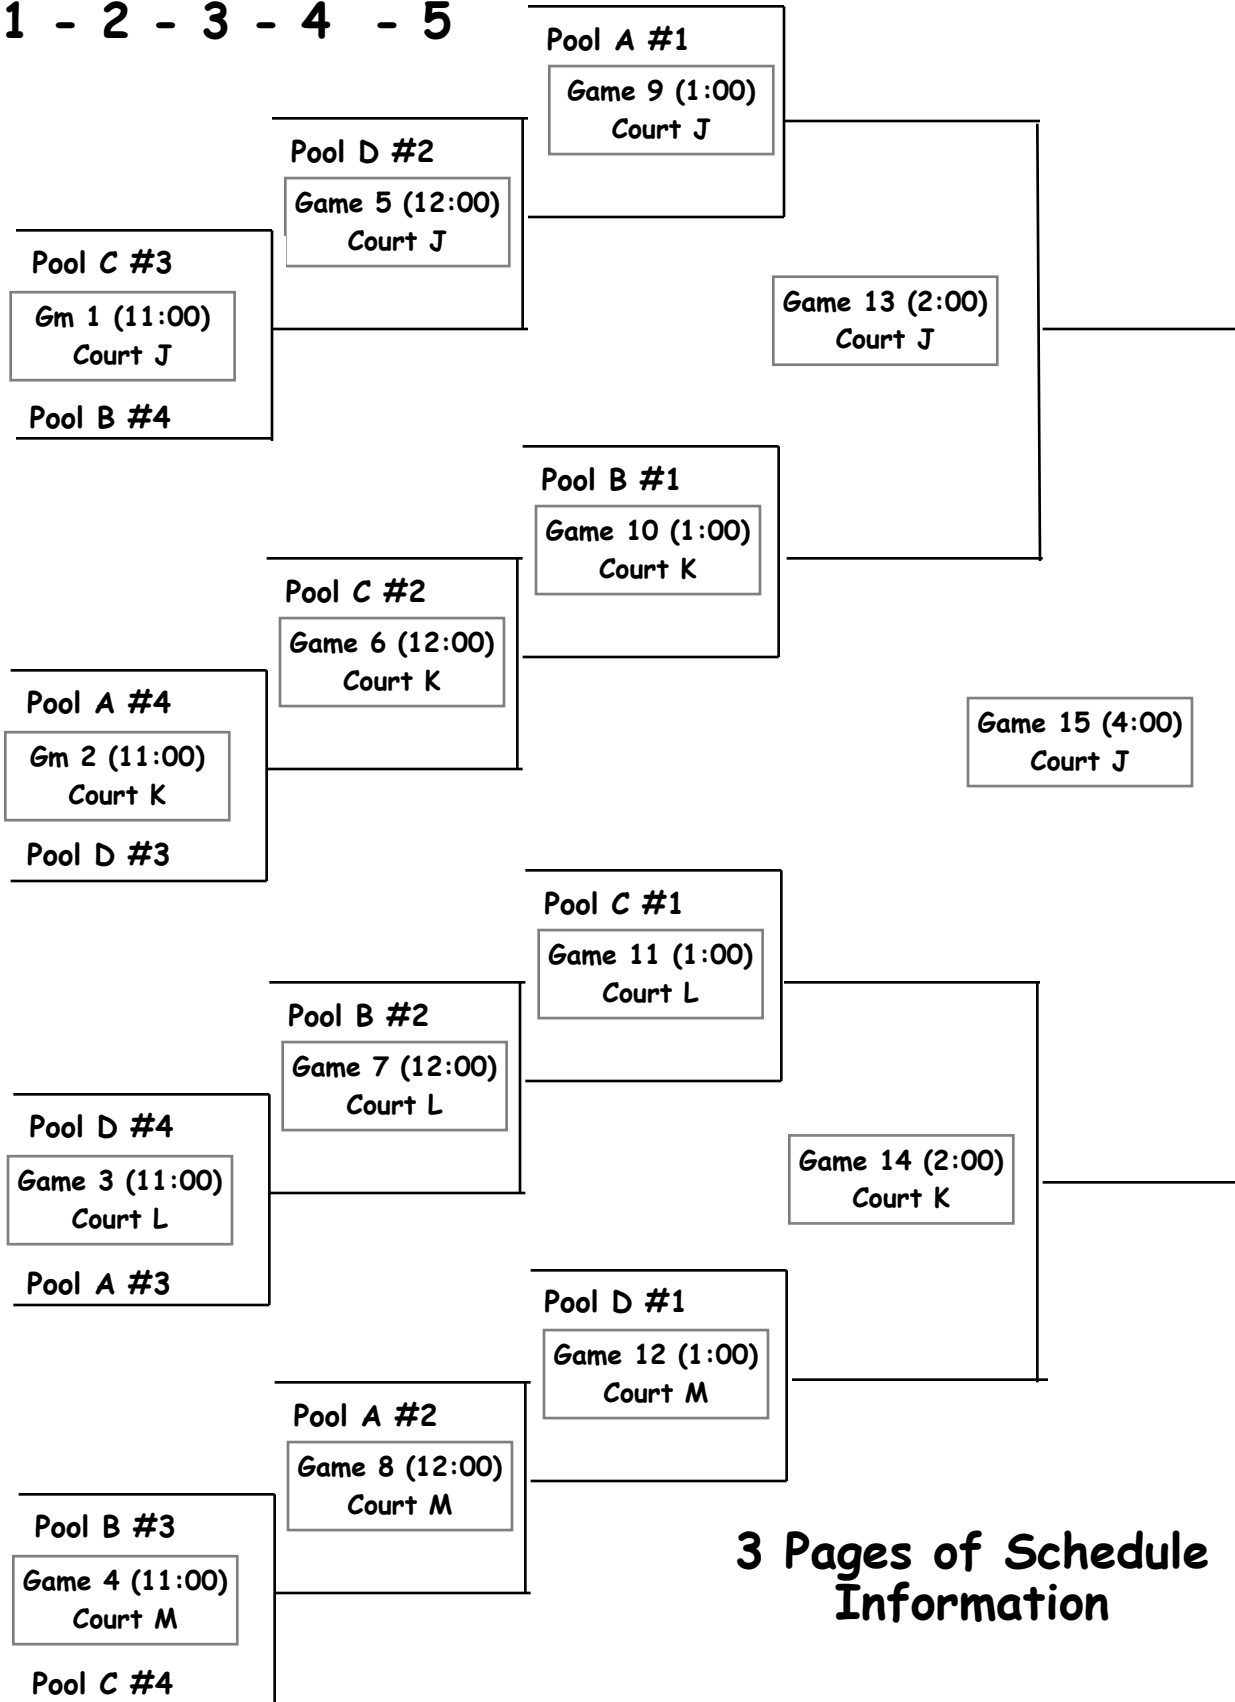 1 - 2 - 3 - 4 - 5
Pool A #1
Game 9 (1:00)
Court J
Pool D #2
Game 5 (12:00)
Court J
Pool C #3
Gm 1 (11:00)
Court J
Pool B #4
Game 13 (2:00)
Court J
Pool B #1
Game 10 (1:00)
Court K
Pool C #2
Game 6 (12:00)
Court K
Pool A #4
Gm 2 (11:00)
Court K
Pool D #3
Game 15 (4:00)
Court J
Pool C #1
Game 11 (1:00)
Court L
Pool B #2
Game 7 (12:00)
Court L
Pool D #4
Game 3 (11:00)
Court L
Pool A #3
Game 14 (2:00)
Court K
Pool D #1
Game 12 (1:00)
Court M
Pool A #2
Game 8 (12:00)
Court M
Pool B #3
Game 4 (11:00)
Court M
Pool C #4
3 Pages of Schedule
Information